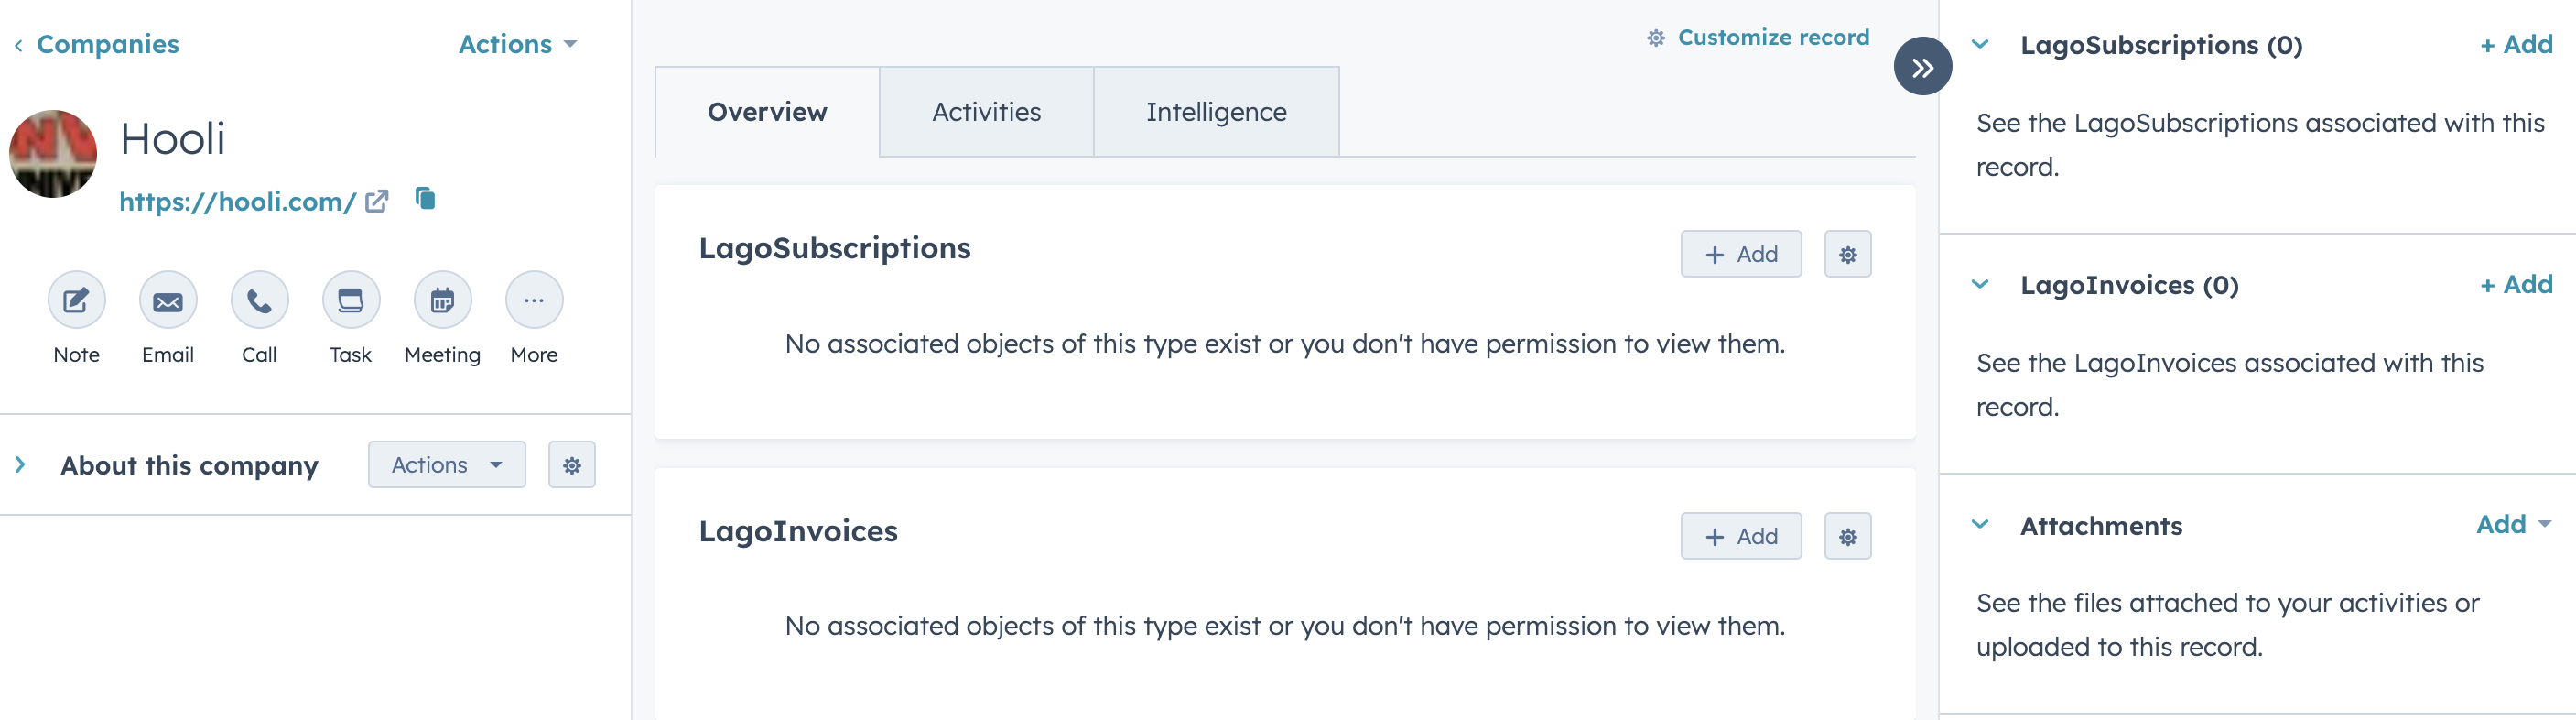 Companies
Actions
Hooli
https://hooli.com/
Note
Email
Call
Task
Meeting
More
About this company
Actions
Customize record
Overview
Activities
Intelligence
LagoSubscriptions
+ Add
No associated objects of this type exist or you don't have permission to view them.
LagoInvoices
+ Add
No associated objects of this type exist or you don't have permission to view them.
LagoSubscriptions (0)
+ Add
See the LagoSubscriptions associated with this
record.
LagoInvoices (0)
+ Add
See the LagoInvoices associated with this
record.
Attachments
Add
See the files attached to your activities or
uploaded to this record.